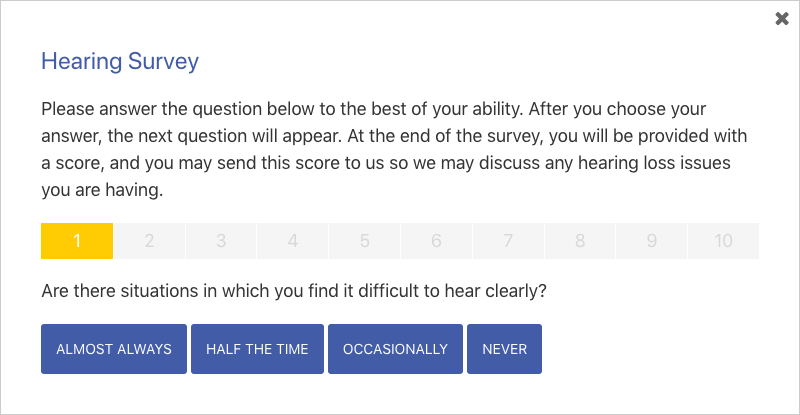 Hearing Survey
Please answer the question below to the best of your ability. After you choose your
answer, the next question will appear. At the end of the survey, you will be provided with
a score, and you may send this score to us so we may discuss any hearing loss issues
you are having.
1 2 3 4 5 6 7 8 9 10
Are there situations in which you find it difficult to hear clearly?
ALMOST ALWAYS HALF THE TIME OCCASIONALLY NEVER